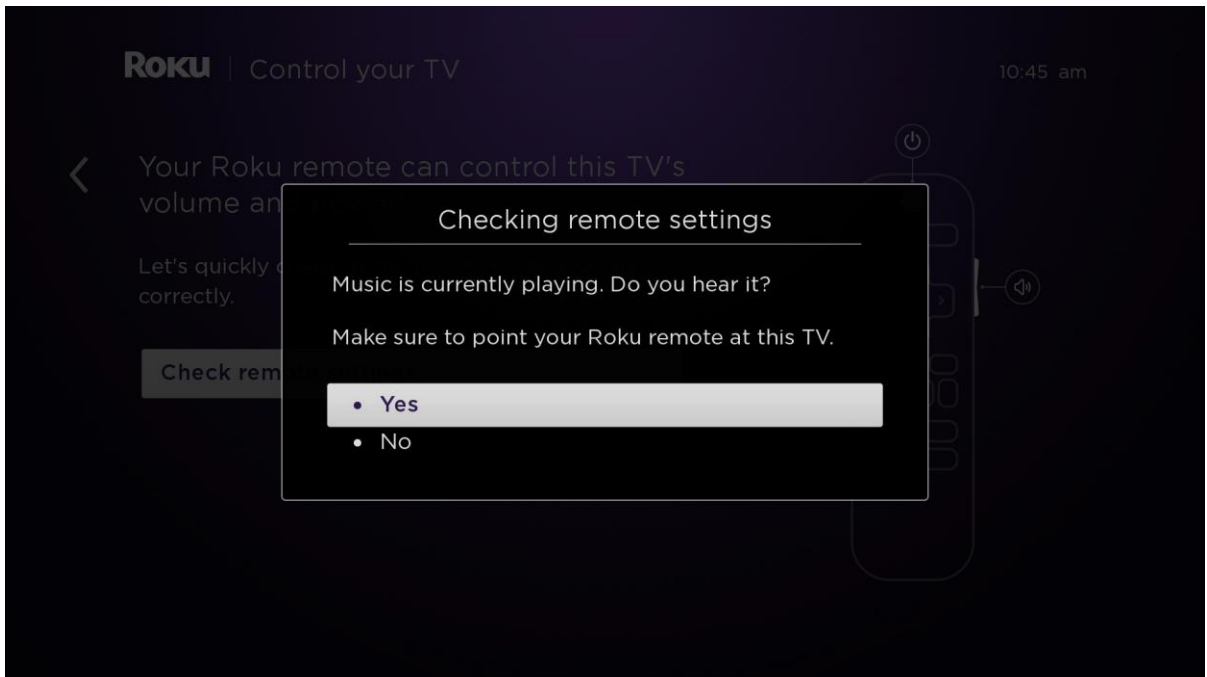 Roku | Control your TV
10:45 am
Your Roku remote can control this TV's
volume an
Let's quickly
correctly.
Check rem
Checking remote settings
Music is currently playing. Do you hear it?
Make sure to point your Roku remote at this TV.
• Yes
• No